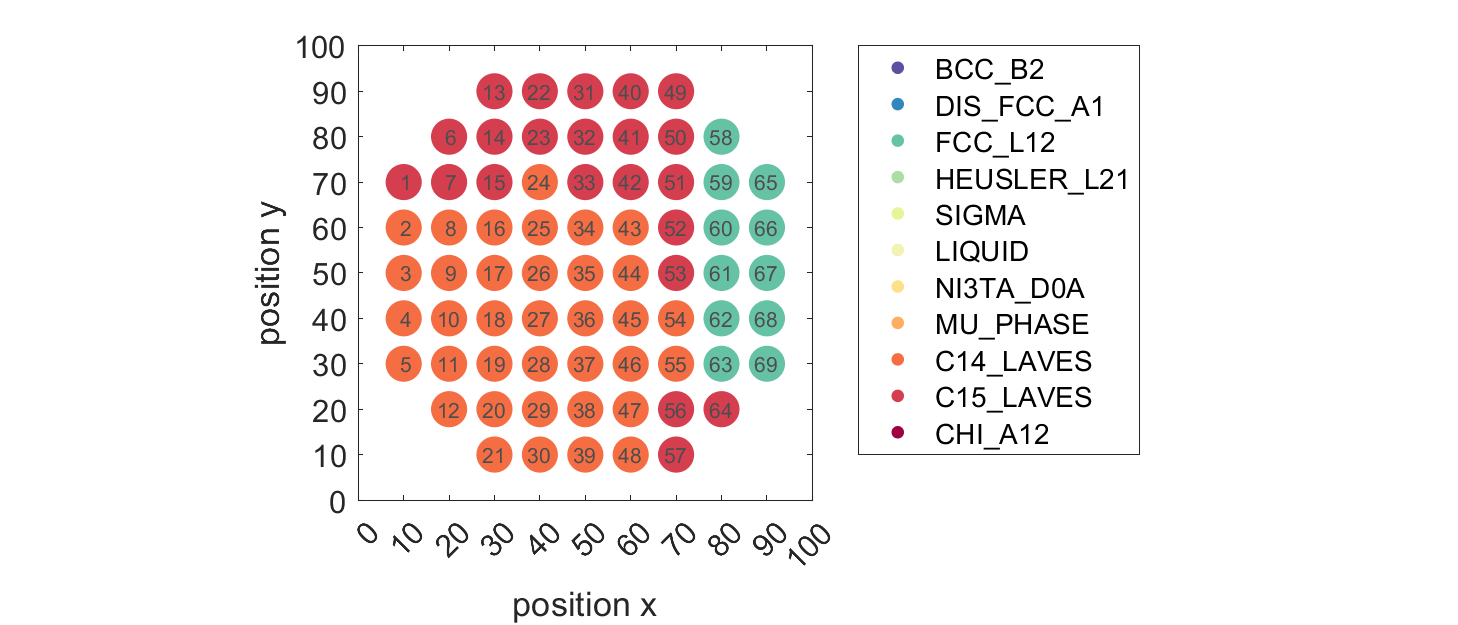 100
90
80
70
60
50
40
30
20
10
0
position y
13 22 31 40 49
6 14 23 32 41 50 58
1 7 15 24 33 42 51 59 65
2 8 16 25 34 43 52 60 66
3 9 17 26 35 44 53 61 67
4 10 18 27 36 45 54 62 68
5 11 19 28 37 46 55 63 69
12 20 29 38 47 56 64
21 30 39 48 57
0 10 20 30 40 50 60 70 80 90 100
position x
BCC_B2
DIS_FCC_A1
FCC_L12
HEUSLER_L21
SIGMA
LIQUID
NI3TA_D0A
MU_PHASE
C14_LAVES
C15_LAVES
CHI_A12